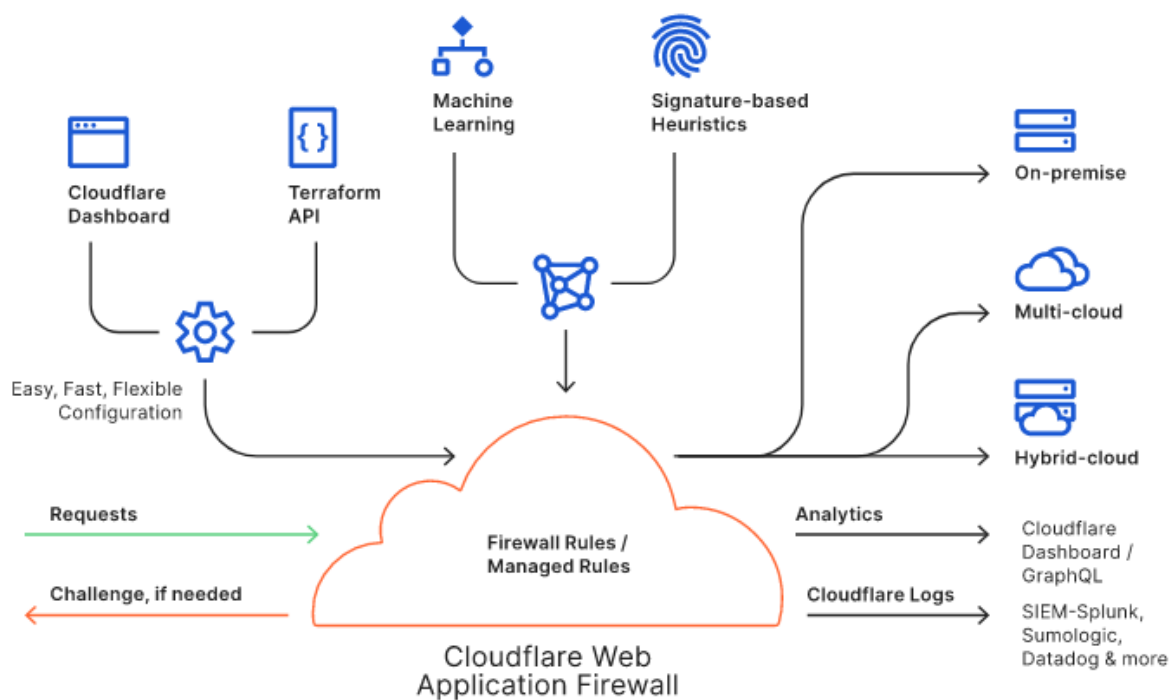 Machine
Learning
Signature-based
Heuristics
Cloudflare
Dashboard
Terraform
API
{ }
On-premise
Multi-cloud
Easy, Fast, Flexible
Configuration
Hybrid-cloud
Requests
Challenge, if needed
Firewall Rules /
Managed Rules
Analytics
Cloudflare
Dashboard /
GraphQL
Cloudflare Logs
SIEM-Splunk,
Sumologic,
Datadog & more
Cloudflare Web
Application Firewall